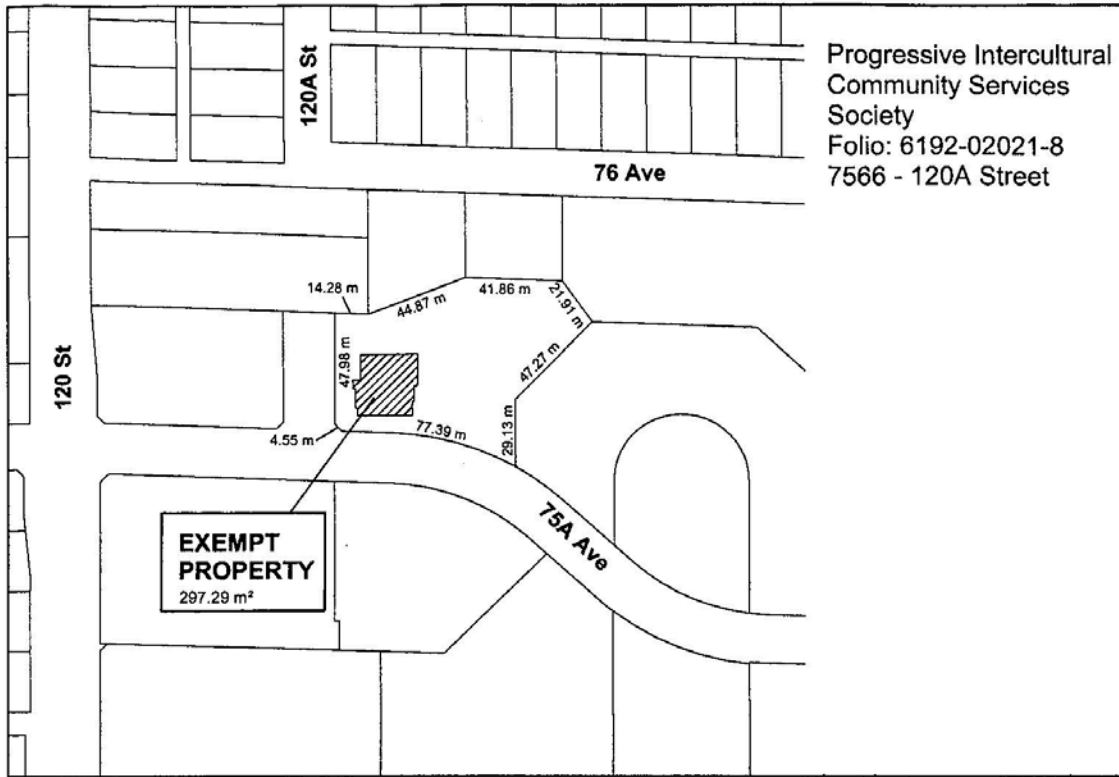 Progressive Intercultural
Community Services
Society
Folio: 6192-02021-8
7566 - 120A Street
120A St
76 Ave
14.28 m
44.87 m
41.86 m
21.91 m
47.98 m
47.27 m
120 St
4.55 m
77.39 m
29.13 m
75A Ave
EXEMPT
PROPERTY
297.29 m²